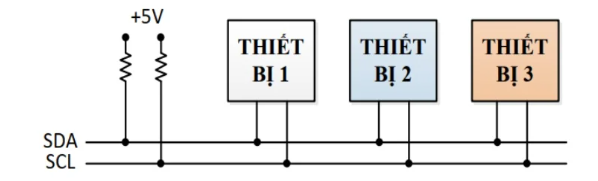 +5V
THIẾT
BỊ 1
THIẾT
BỊ 2
THIẾT
BỊ 3
SDA
SCL